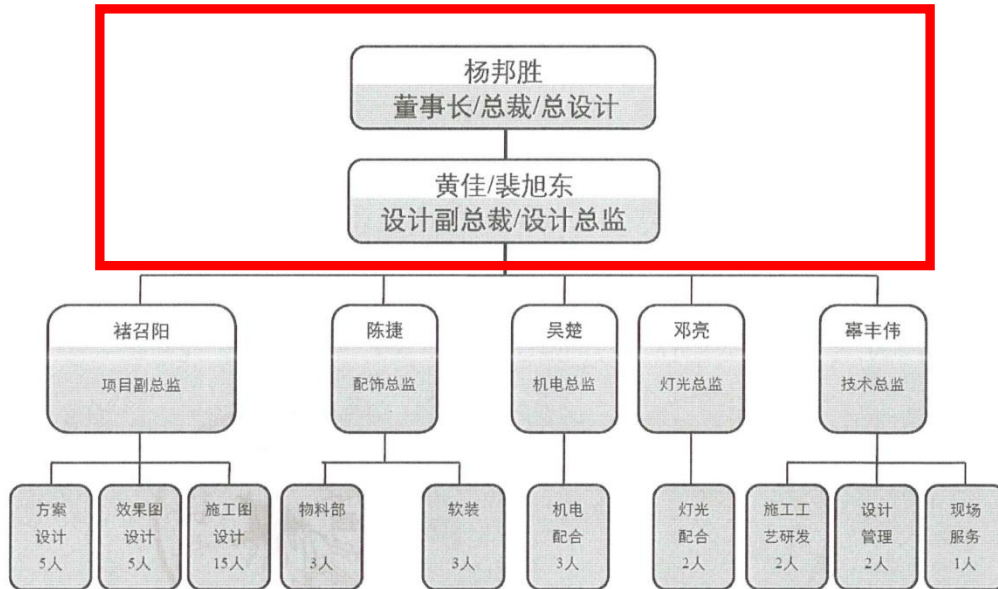 杨邦胜
董事长/总裁/总设计
黄佳/裴旭东
设计副总裁/设计总监
褚召阳
项目副总监
陈捷
配饰总监
吴楚
机电总监
邓亮
灯光总监
辜丰伟
技术总监
方案
设计
5人
效果图
设计
5人
施工图
设计
15人
物料部
3人
软装
3人
机电
配合
3人
灯光
配合
2人
施工工
艺研发
2人
设计
管理
2人
现场
服务
1人